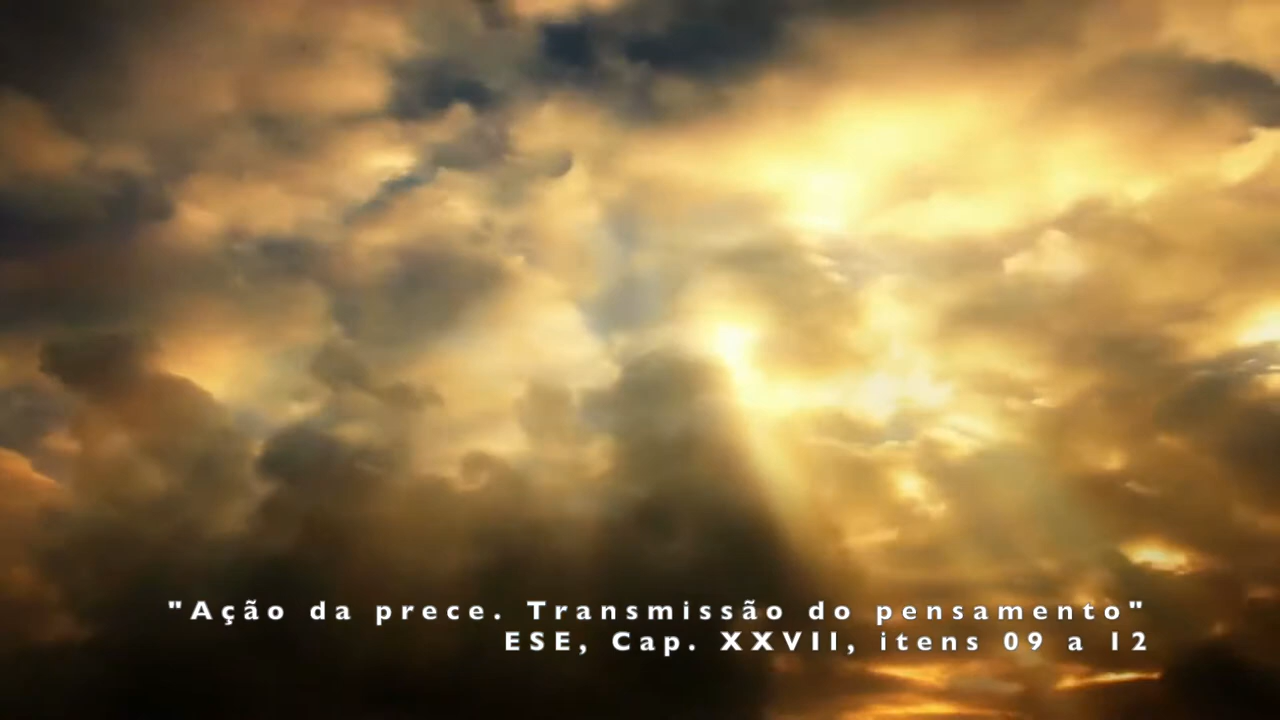 "Ação da prece. Transmissão do pensamento"
ESE, Cap. XXVII, itens 09 a 12